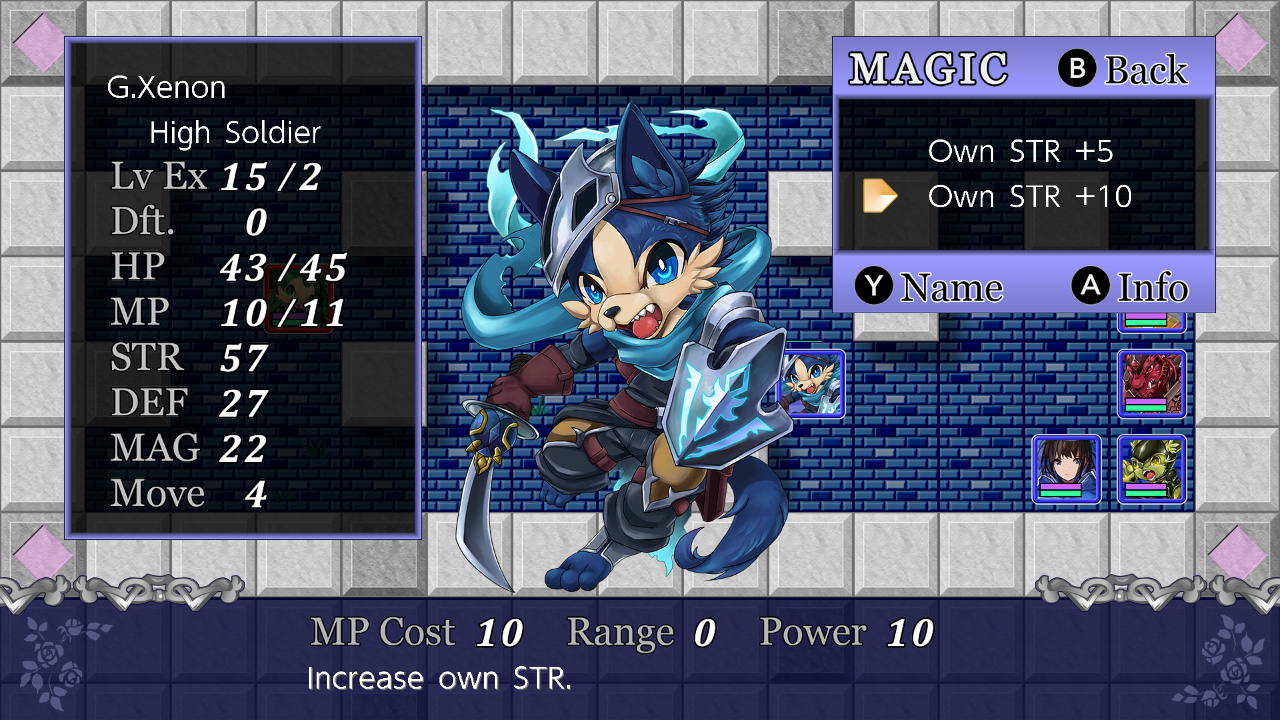 G.Xenon
High Soldier
Lv Ex 15 / 2
Dft. 0
HP 43 / 45
MP 10 / 11
STR 57
DEF 27
MAG 22
Move 4
MAGIC B Back
Own STR +5
Own STR +10
Y Name A Info
MP Cost 10 Range 0 Power 10
Increase own STR.